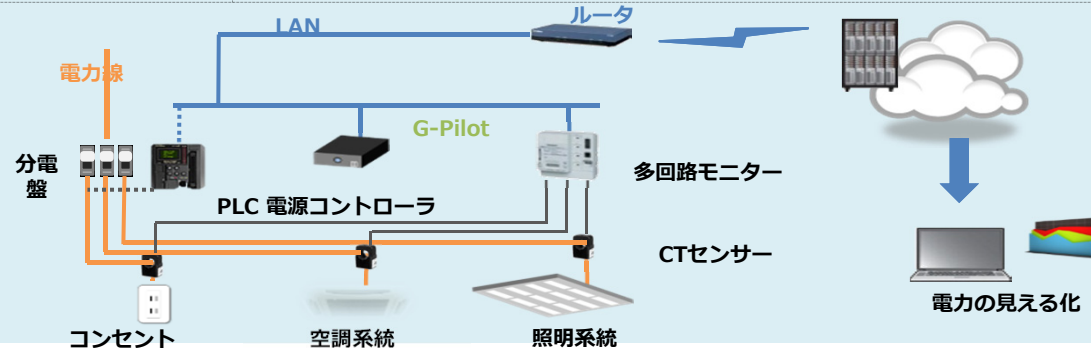 LAN
ルータ
電力線
G-Pilot
分電
盤
多回路モニター
PLC 電源コントローラ
CTセンサー
電力の見える化
コンセント
空調系統
照明系統